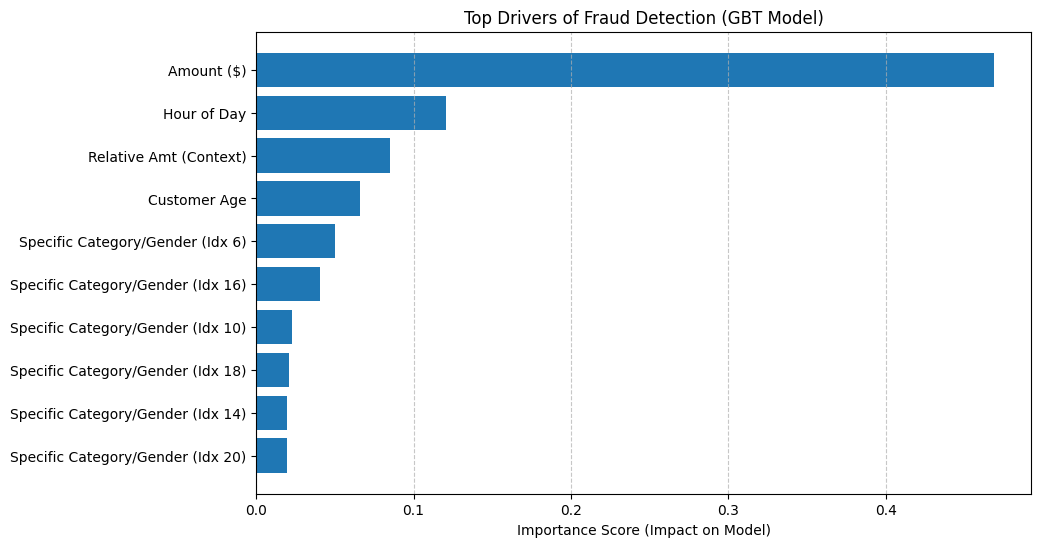 Top Drivers of Fraud Detection (GBT Model)
Amount ($)
Hour of Day
Relative Amt (Context)
Customer Age
Specific Category/Gender (Idx 6)
Specific Category/Gender (Idx 16)
Specific Category/Gender (Idx 10)
Specific Category/Gender (Idx 18)
Specific Category/Gender (Idx 14)
Specific Category/Gender (Idx 20)
0.0 0.1 0.2 0.3 0.4
Importance Score (Impact on Model)